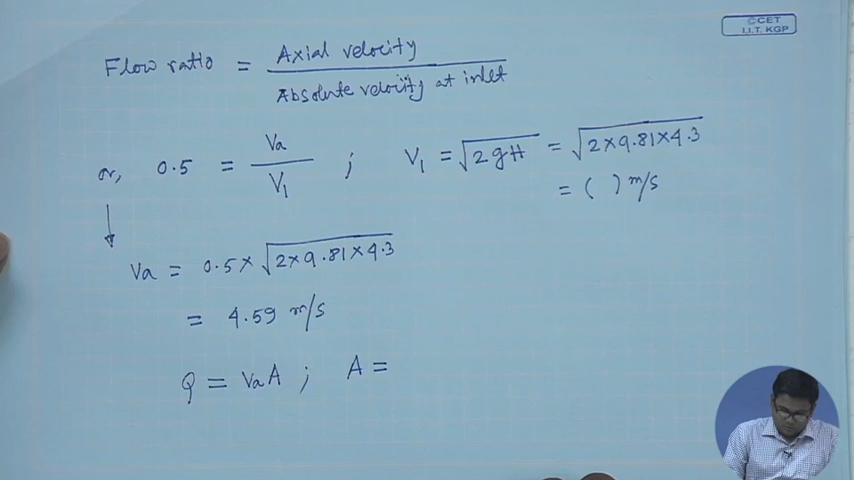 ©CET
I.I.T. KGP
Flow ratio = Axial velocity / Absolute velocity at inlet
or, 0.5 = Va / V1 ; V1 = √2gH = √2×9.81×4.3
= ( ) m/s
Va = 0.5× √2×9.81×4.3
= 4.59 m/s
Q = VaA ; A =